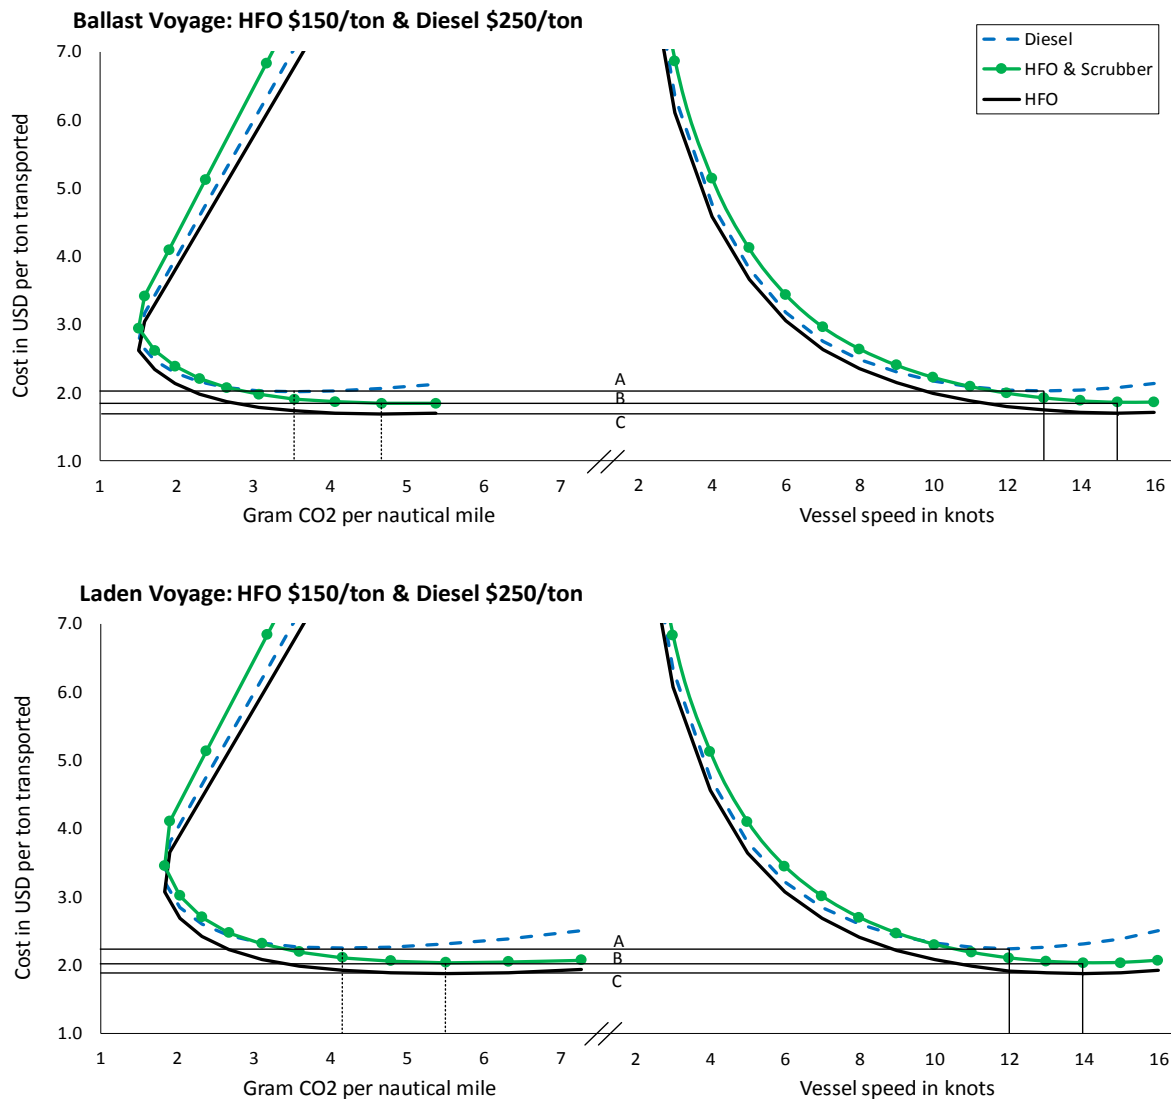 Ballast Voyage: HFO $150/ton & Diesel $250/ton
Diesel
HFO & Scrubber
HFO
Cost in USD per ton transported
7.0
6.0
5.0
4.0
3.0
2.0
1.0
A
B
C
1 2 3 4 5 6 7 2 4 6 8 10 12 14 16
Gram CO2 per nautical mile Vessel speed in knots
Laden Voyage: HFO $150/ton & Diesel $250/ton
Cost in USD per ton transported
7.0
6.0
5.0
4.0
3.0
2.0
1.0
A
B
C
1 2 3 4 5 6 7 2 4 6 8 10 12 14 16
Gram CO2 per nautical mile Vessel speed in knots